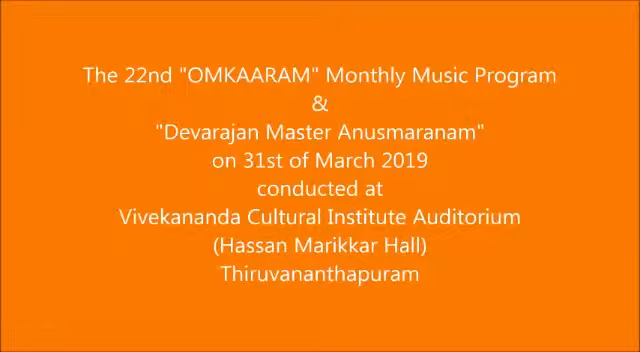 The 22nd "OMKAARAM" Monthly Music Program
&
"Devarajan Master Anusmaranam"
on 31st of March 2019
conducted at
Vivekananda Cultural Institute Auditorium
(Hassan Marikkar Hall)
Thiruvananthapuram